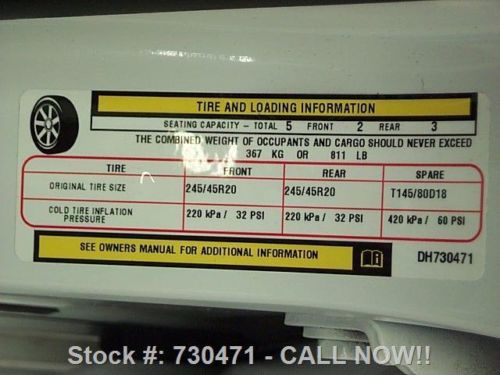 TIRE AND LOADING INFORMATION
SEATING CAPACITY - TOTAL 5 FRONT 2 REAR 3
THE COMBINED WEIGHT OF OCCUPANTS AND CARGO SHOULD NEVER EXCEED
367 KG OR 811 LB
TIRE FRONT REAR SPARE
ORIGINAL TIRE SIZE 245/45R20 245/45R20 T145/80D18
COLD TIRE INFLATION PRESSURE 220 kPa / 32 PSI 220 kPa / 32 PSI 420 kPa / 60 PSI
SEE OWNERS MANUAL FOR ADDITIONAL INFORMATION
DH730471
Stock #: 730471 - CALL NOW!!